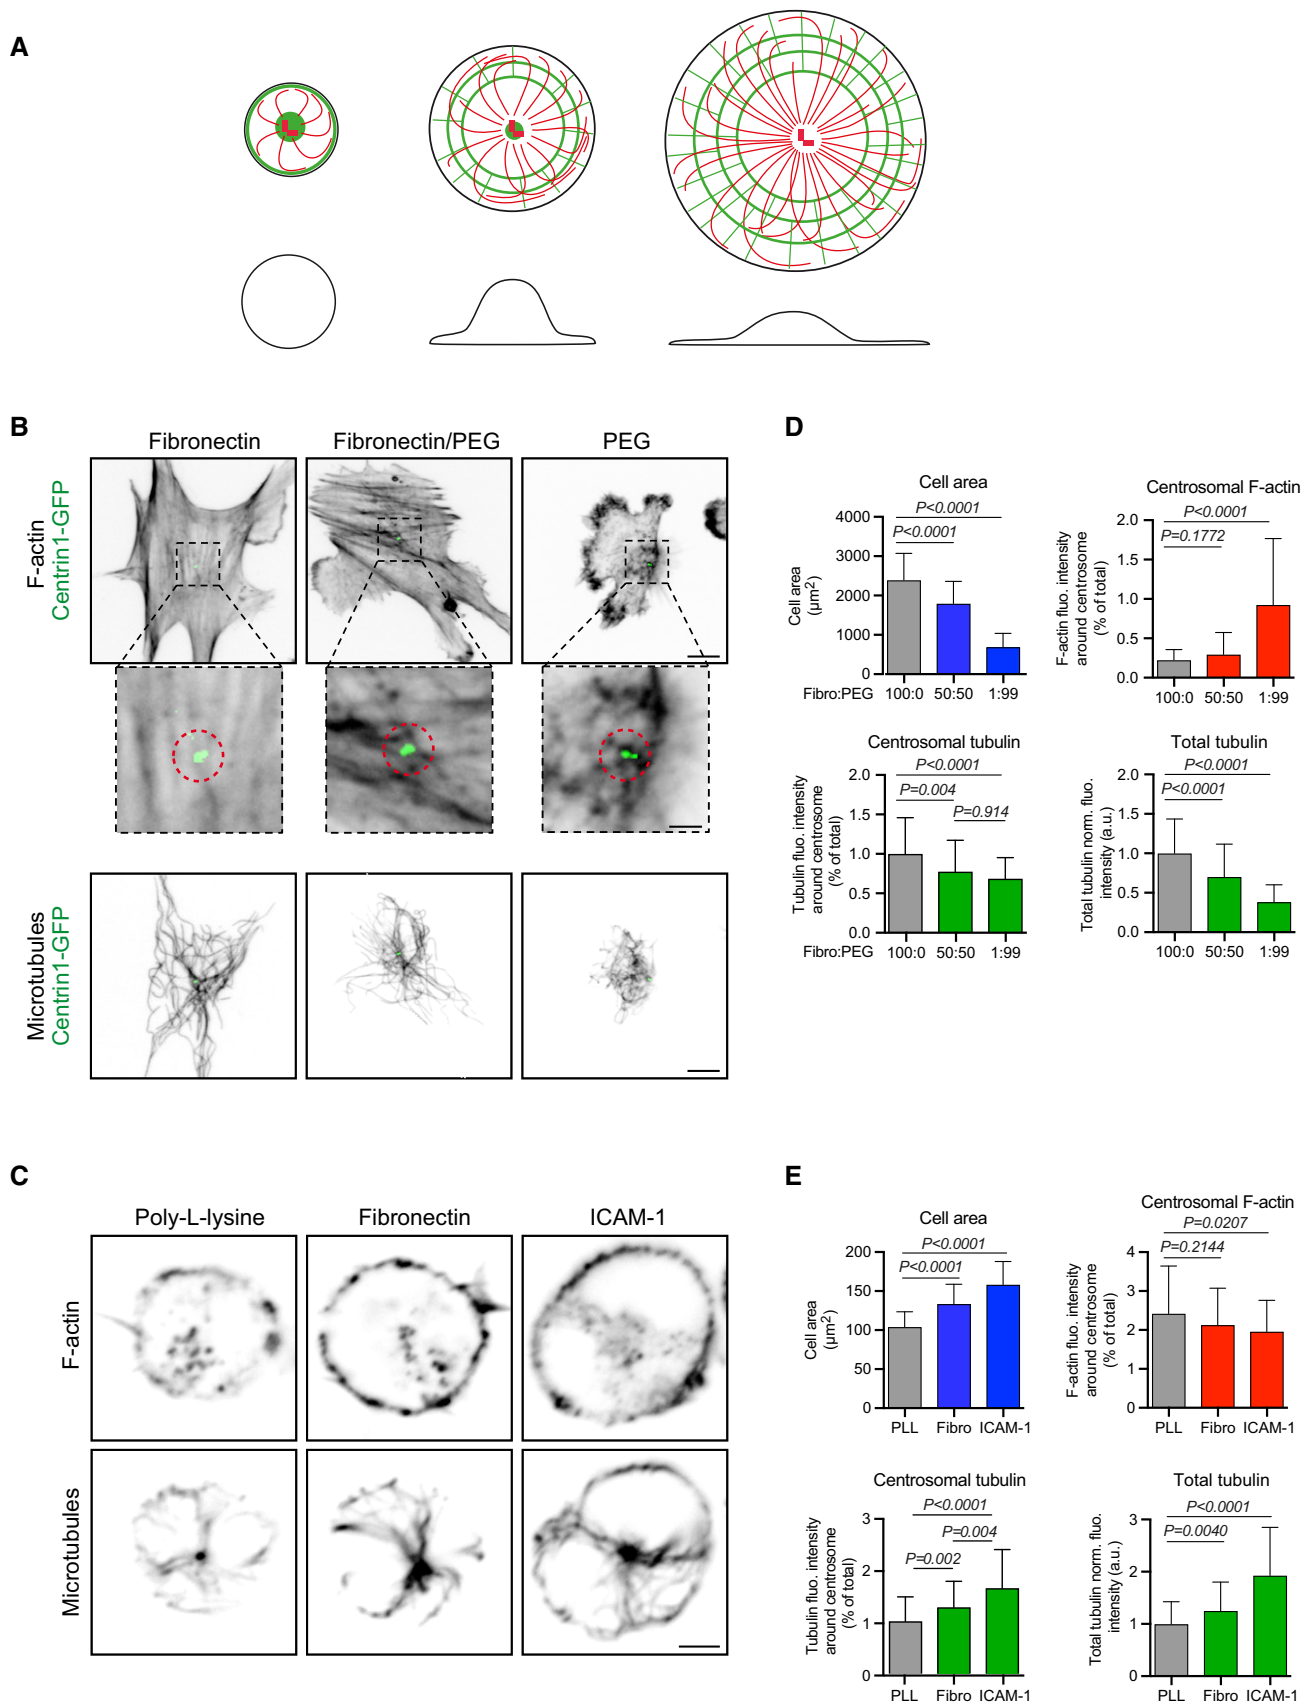 A
B
Fibronectin
Fibronectin/PEG
PEG
F-actin
Centrin1-GFP
Microtubules
Centrin1-GFP
C
Poly-L-lysine
Fibronectin
ICAM-1
F-actin
Microtubules
D
Cell area
P<0.0001
P<0.0001
4000
3000
2000
1000
0
Cell area
(µm²)
Fibro:PEG
100:0
50:50
1:99
Centrosomal F-actin
P<0.0001
P=0.1772
2.0
1.5
1.0
0.5
0.0
F-actin fluo. intensity
around centrosome
(% of total)
100:0
50:50
1:99
Centrosomal tubulin
P<0.0001
P=0.004
P=0.914
2.0
1.5
1.0
0.5
0.0
Tubulin fluo. intensity
around centrosome
(% of total)
Fibro:PEG
100:0
50:50
1:99
Total tubulin
P<0.0001
P<0.0001
2.0
1.5
1.0
0.5
0.0
Total tubulin norm. fluo.
intensity (a.u.)
100:0
50:50
1:99
E
Cell area
P<0.0001
P<0.0001
200
150
100
50
0
Cell area
(µm²)
PLL
Fibro
ICAM-1
Centrosomal F-actin
P=0.0207
P=0.2144
4
3
2
1
0
F-actin fluo. intensity
around centrosome
(% of total)
PLL
Fibro
ICAM-1
Centrosomal tubulin
P<0.0001
P=0.004
P=0.002
3
2
1
0
Tubulin fluo. intensity
around centrosome
(% of total)
PLL
Fibro
ICAM-1
Total tubulin
P<0.0001
P=0.0040
3
2
1
0
Total tubulin norm. fluo.
intensity (a.u.)
PLL
Fibro
ICAM-1